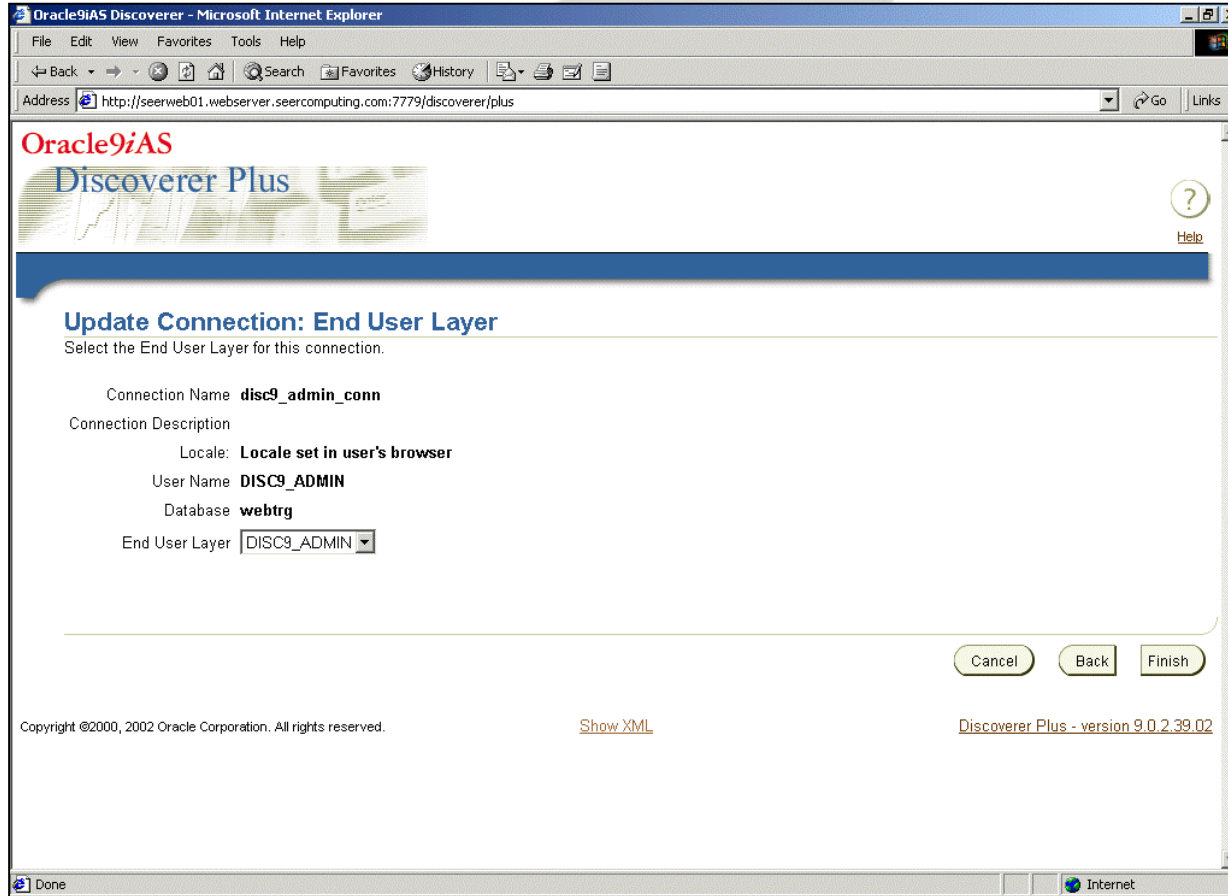 Oracle9iAS Discoverer - Microsoft Internet Explorer
File Edit View Favorites Tools Help
Back Search Favorites History
Address http://seerweb01.webserver.seercomputing.com:7779/discoverer/plus Go Links
Oracle9iAS
Discoverer Plus
?
Help
Update Connection: End User Layer
Select the End User Layer for this connection.
Connection Name disc9_admin_conn
Connection Description
Locale: Locale set in user's browser
User Name DISC9_ADMIN
Database webtrg
End User Layer DISC9_ADMIN
Cancel Back Finish
Copyright ©2000, 2002 Oracle Corporation. All rights reserved. Show XML Discoverer Plus - version 9.0.2.39.02
Done Internet